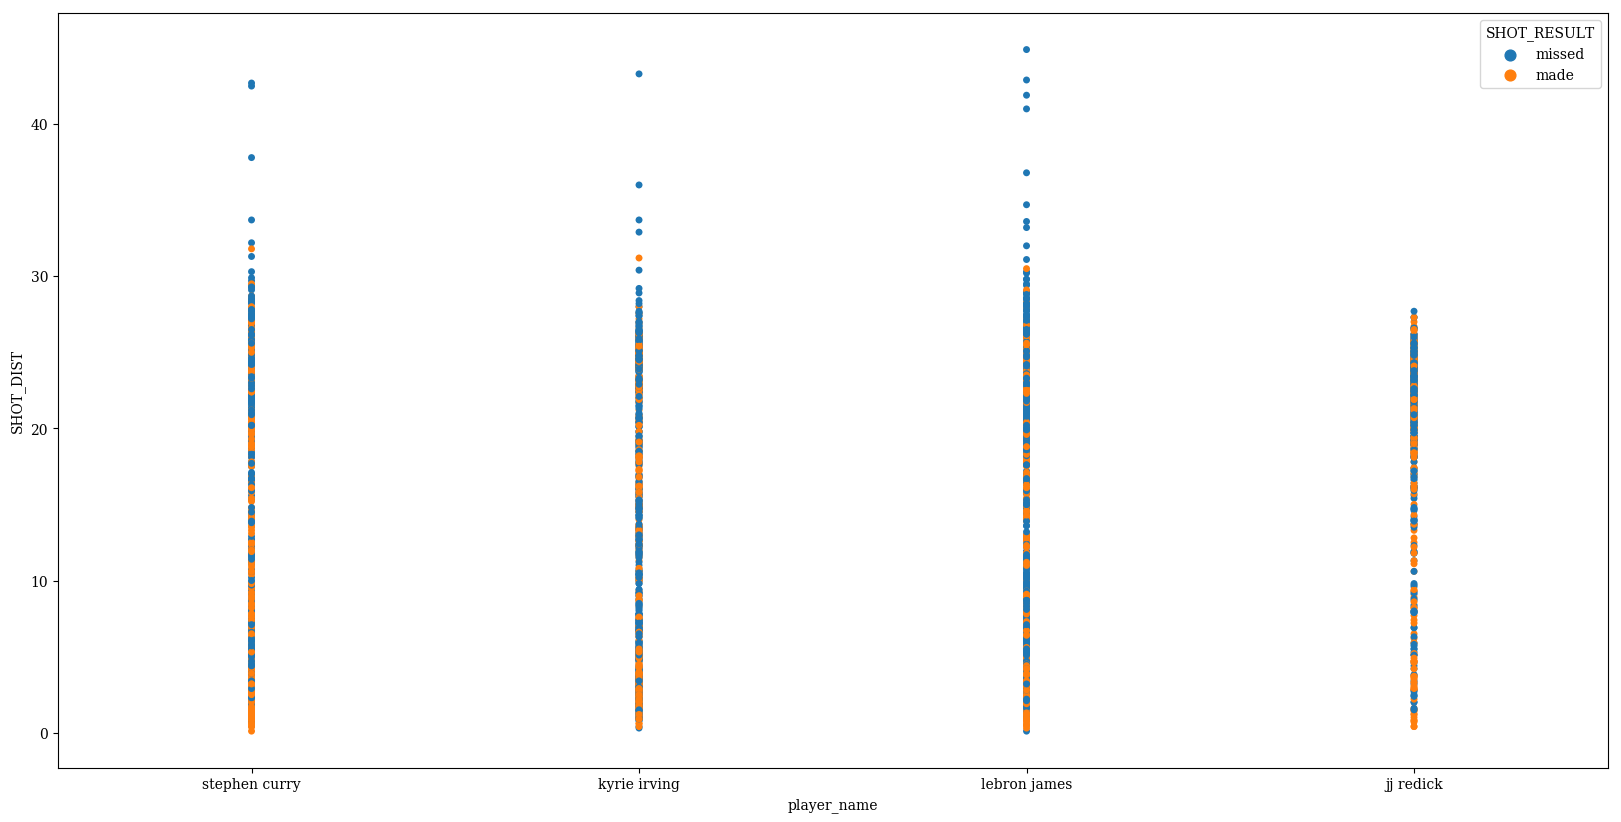 SHOT_RESULT
missed
made
40
30
20
10
0
SHOT_DIST
stephen curry
kyrie irving
lebron james
jj redick
player_name